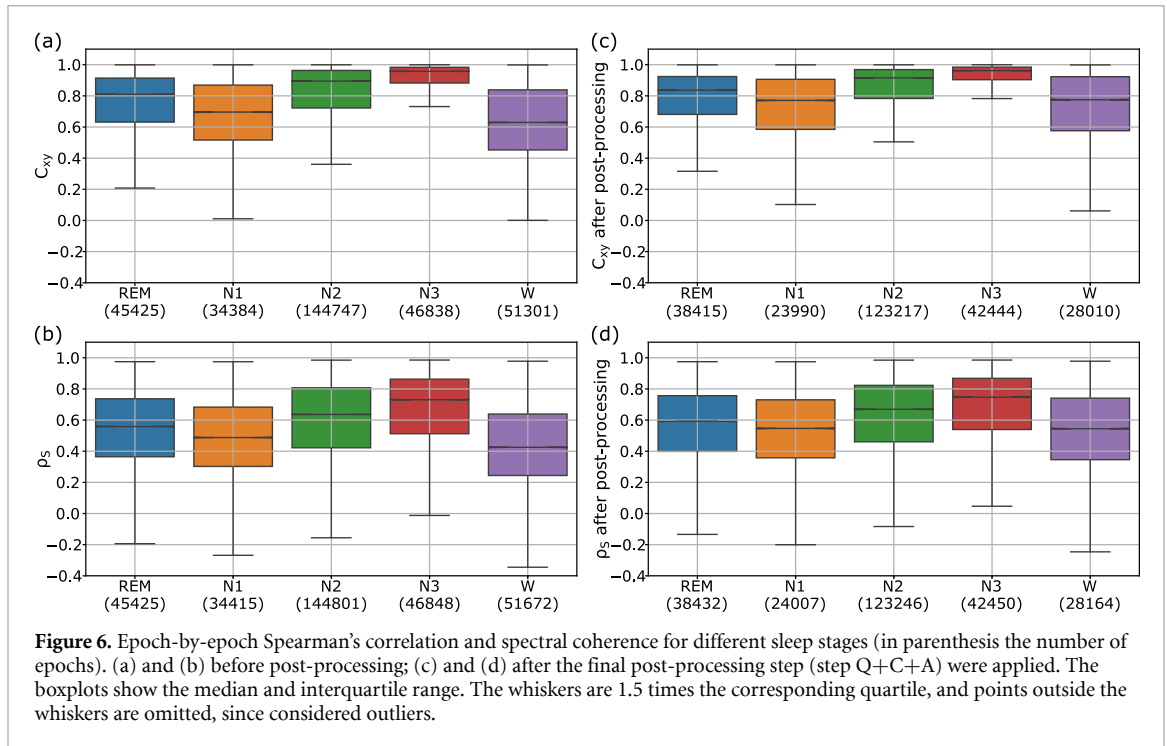 (a)
1.0
0.8
0.6
0.4
0.2
0.0
−0.2
−0.4
Cxy
REM N1 N2 N3 W
(45425) (34384) (144747) (46838) (51301)
(b)
1.0
0.8
0.6
0.4
0.2
0.0
−0.2
−0.4
ρS
REM N1 N2 N3 W
(45425) (34415) (144801) (46848) (51672)
(c)
1.0
0.8
0.6
0.4
0.2
0.0
−0.2
−0.4
Cxy after post-processing
REM N1 N2 N3 W
(38415) (23990) (123217) (42444) (28010)
(d)
1.0
0.8
0.6
0.4
0.2
0.0
−0.2
−0.4
ρS after post-processing
REM N1 N2 N3 W
(38432) (24007) (123246) (42450) (28164)
Figure 6. Epoch-by-epoch Spearman's correlation and spectral coherence for different sleep stages (in parenthesis the number of
epochs). (a) and (b) before post-processing; (c) and (d) after the final post-processing step (step Q+C+A) were applied. The
boxplots show the median and interquartile range. The whiskers are 1.5 times the corresponding quartile, and points outside the
whiskers are omitted, since considered outliers.